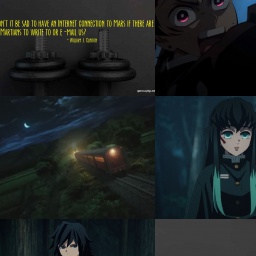 ON'T IT BE SAD TO HAVE AN INTERNET CONNECTION TO MARS IF THERE ARE
MARTIANS TO WRITE TO OR E -MAIL US?